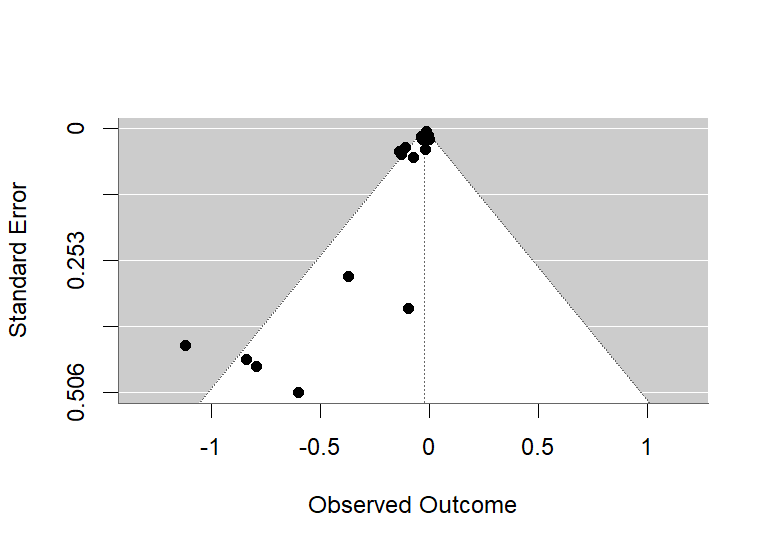 Standard Error
0
0.253
0.506
-1 -0.5 0 0.5 1
Observed Outcome